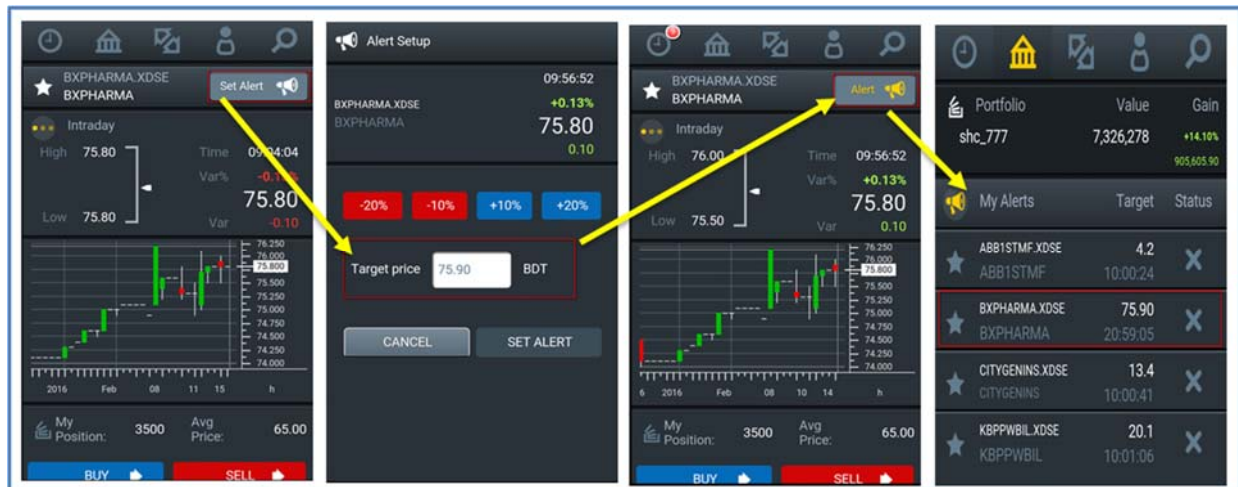 BXPHARMA.XDSE
BXPHARMA
Set Alert
Intraday
High 75.80
Time 09:04:04
Var% -0.13%
75.80
Low 75.80
Var -0.10
76.250
76.000
75.800
75.500
75.250
75.000
74.750
74.500
74.250
74.000
2016 Feb 08 11 15 h
My Position: 3500 Avg Price: 65.00
BUY SELL
Alert Setup
09:56:52
BXPHARMA.XDSE +0.13%
BXPHARMA 75.80
0.10
-20% -10% +10% +20%
Target price 75.90 BDT
CANCEL SET ALERT
BXPHARMA.XDSE
BXPHARMA
Alert
Intraday
High 76.00
Time 09:56:52
Var% +0.13%
75.80
Low 75.50
Var 0.10
76.250
76.000
75.800
75.500
75.250
75.000
74.750
74.500
74.250
74.000
6 2016 Feb 08 10 14 h
My Position: 3500 Avg Price: 65.00
BUY SELL
Portfolio Value Gain
shc_777 7,326,278 +14.10%
905,605.90
My Alerts Target Status
ABB1STMF.XDSE 4.2
ABB1STMF 10:00:24
BXPHARMA.XDSE 75.90
BXPHARMA 20:59:05
CITYGENINS.XDSE 13.4
CITYGENINS 10:00:41
KBPPWBIL.XDSE 20.1
KBPPWBIL 10:01:06